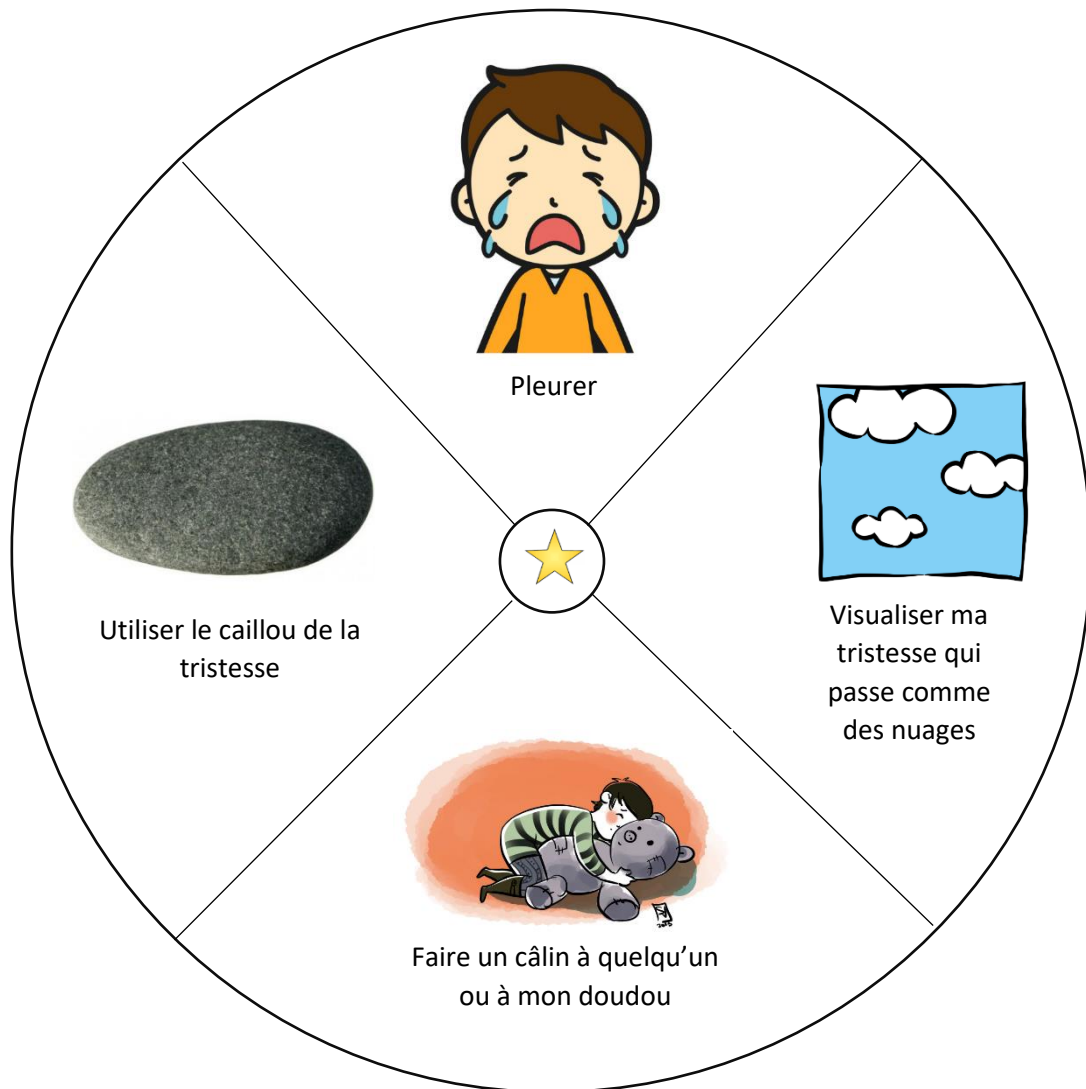 Pleurer
Utiliser le caillou de la
tristesse
Visualiser ma
tristesse qui
passe comme
des nuages
Faire un câlin à quelqu’un
ou à mon doudou